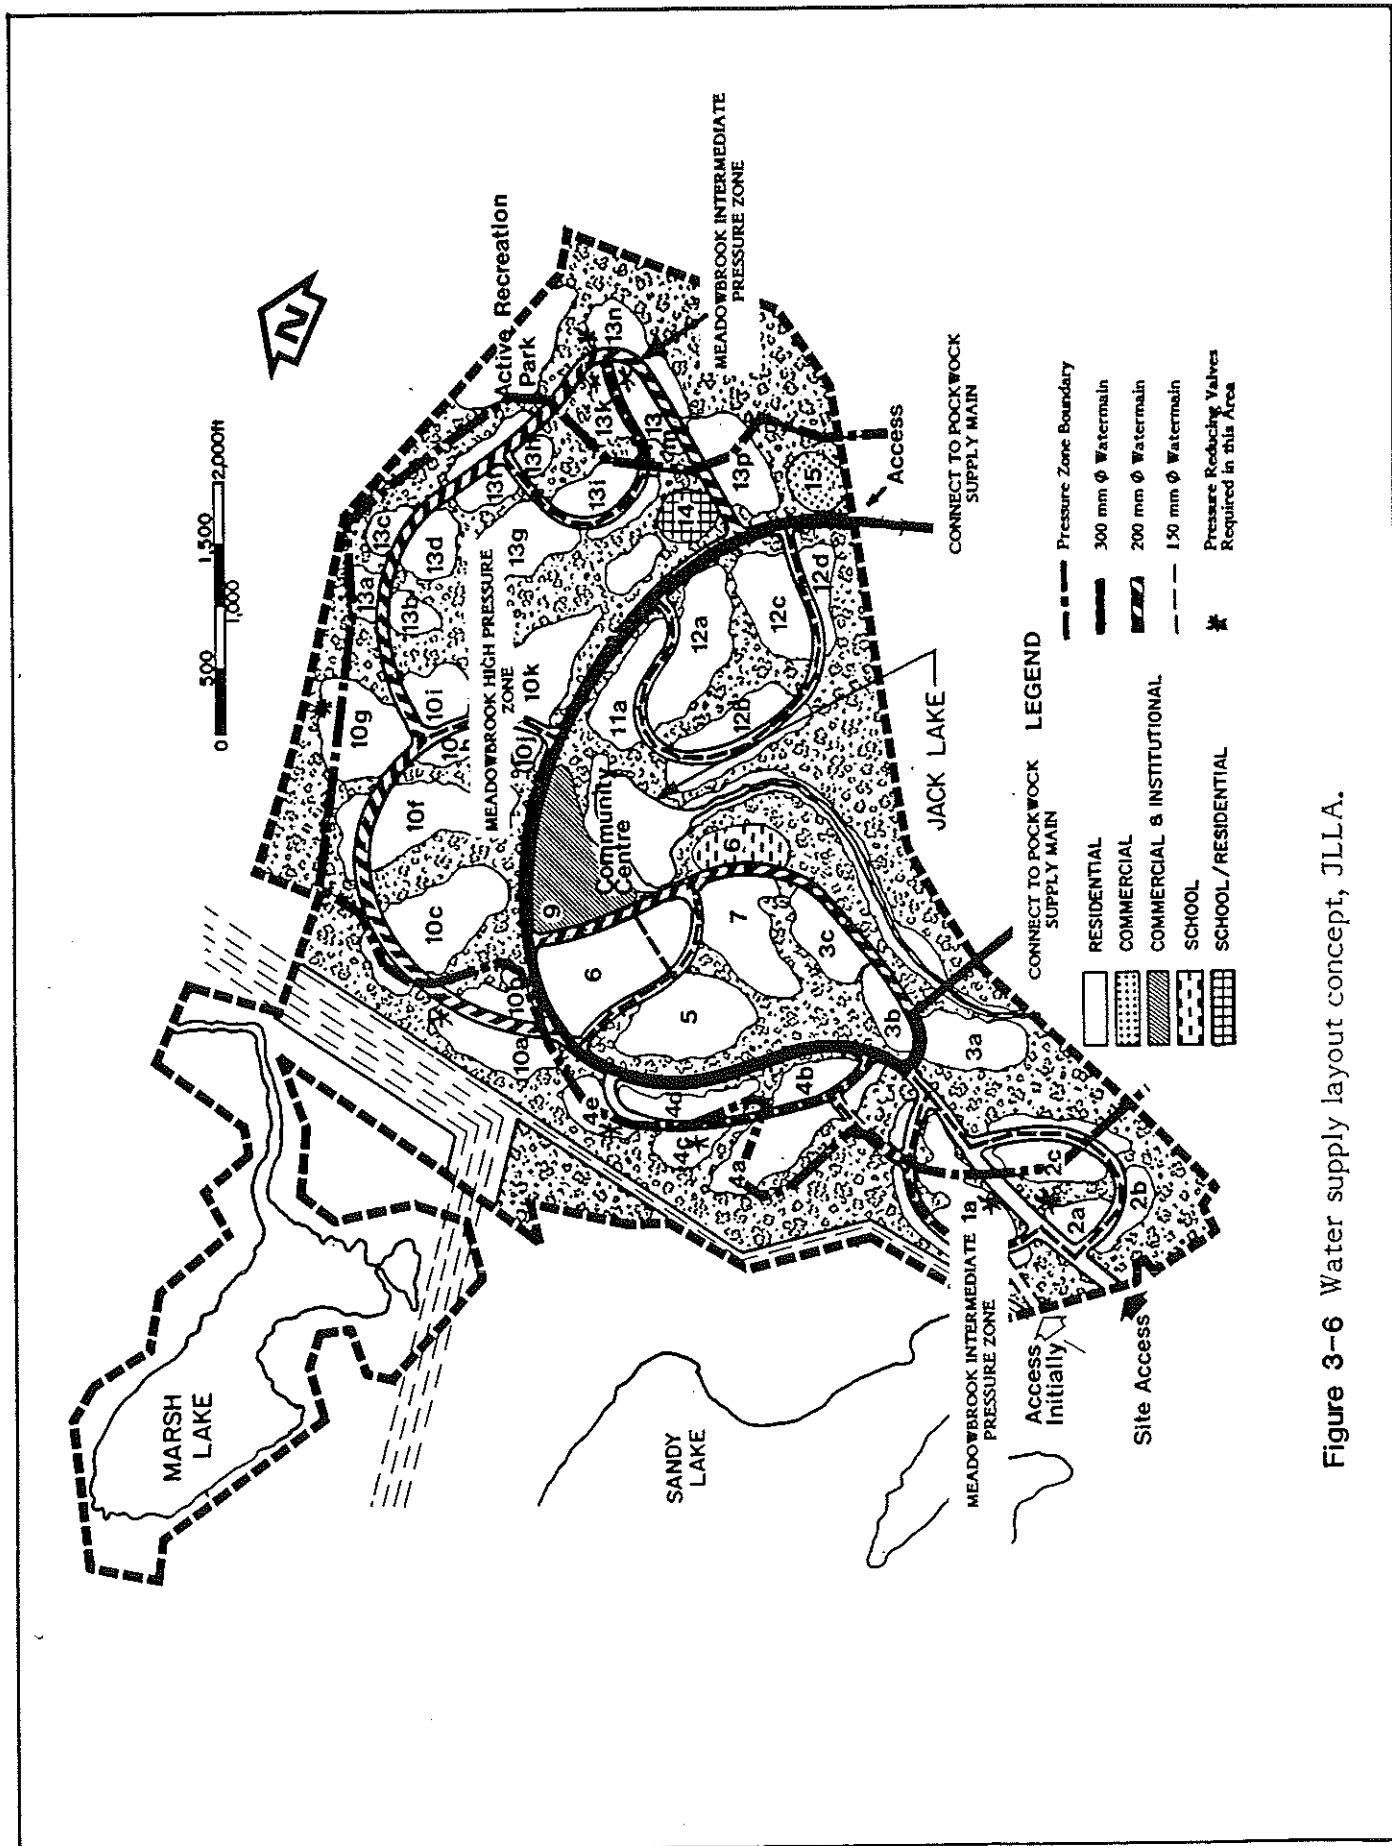 MARSH
LAKE
SANDY
LAKE
0
500
1,000
1,500
2,000ft
N
Active Recreation
Park
MEADOWBROOK INTERMEDIATE
PRESSURE ZONE
MEADOWBROOK HIGH PRESSURE
ZONE
10g
13a
13c
13b
13d
13g
13h
13i
13k
13n
13m
13p
14
15
10i
10j
10k
10f
10c
10b
10a
11a
12a
12b
12c
12d
9
Community
Centre
6
6
7
5
3c
3b
3a
4e
4d
4c
4b
4a
2c
2a
2b
Access
CONNECT TO POCKWOCK
SUPPLY MAIN
JACK LAKE
CONNECT TO POCKWOCK
SUPPLY MAIN
MEADOWBROOK INTERMEDIATE 1a
PRESSURE ZONE
Access
Initially
Site Access
LEGEND
RESIDENTIAL
COMMERCIAL
COMMERCIAL & INSTITUTIONAL
SCHOOL
SCHOOL/RESIDENTIAL
Pressure Zone Boundary
300 mm Ø Watermain
200 mm Ø Watermain
150 mm Ø Watermain
Pressure Reducing Valves
Required in this Area
Figure 3-6 Water supply layout concept, JLLA.